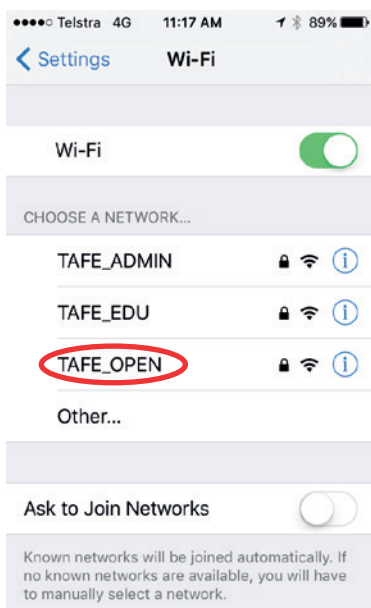 Telstra 4G 11:17 AM 89%
Settings Wi-Fi
Wi-Fi
CHOOSE A NETWORK...
TAFE_ADMIN
TAFE_EDU
TAFE_OPEN
Other...
Ask to Join Networks
Known networks will be joined automatically. If
no known networks are available, you will have
to manually select a network.